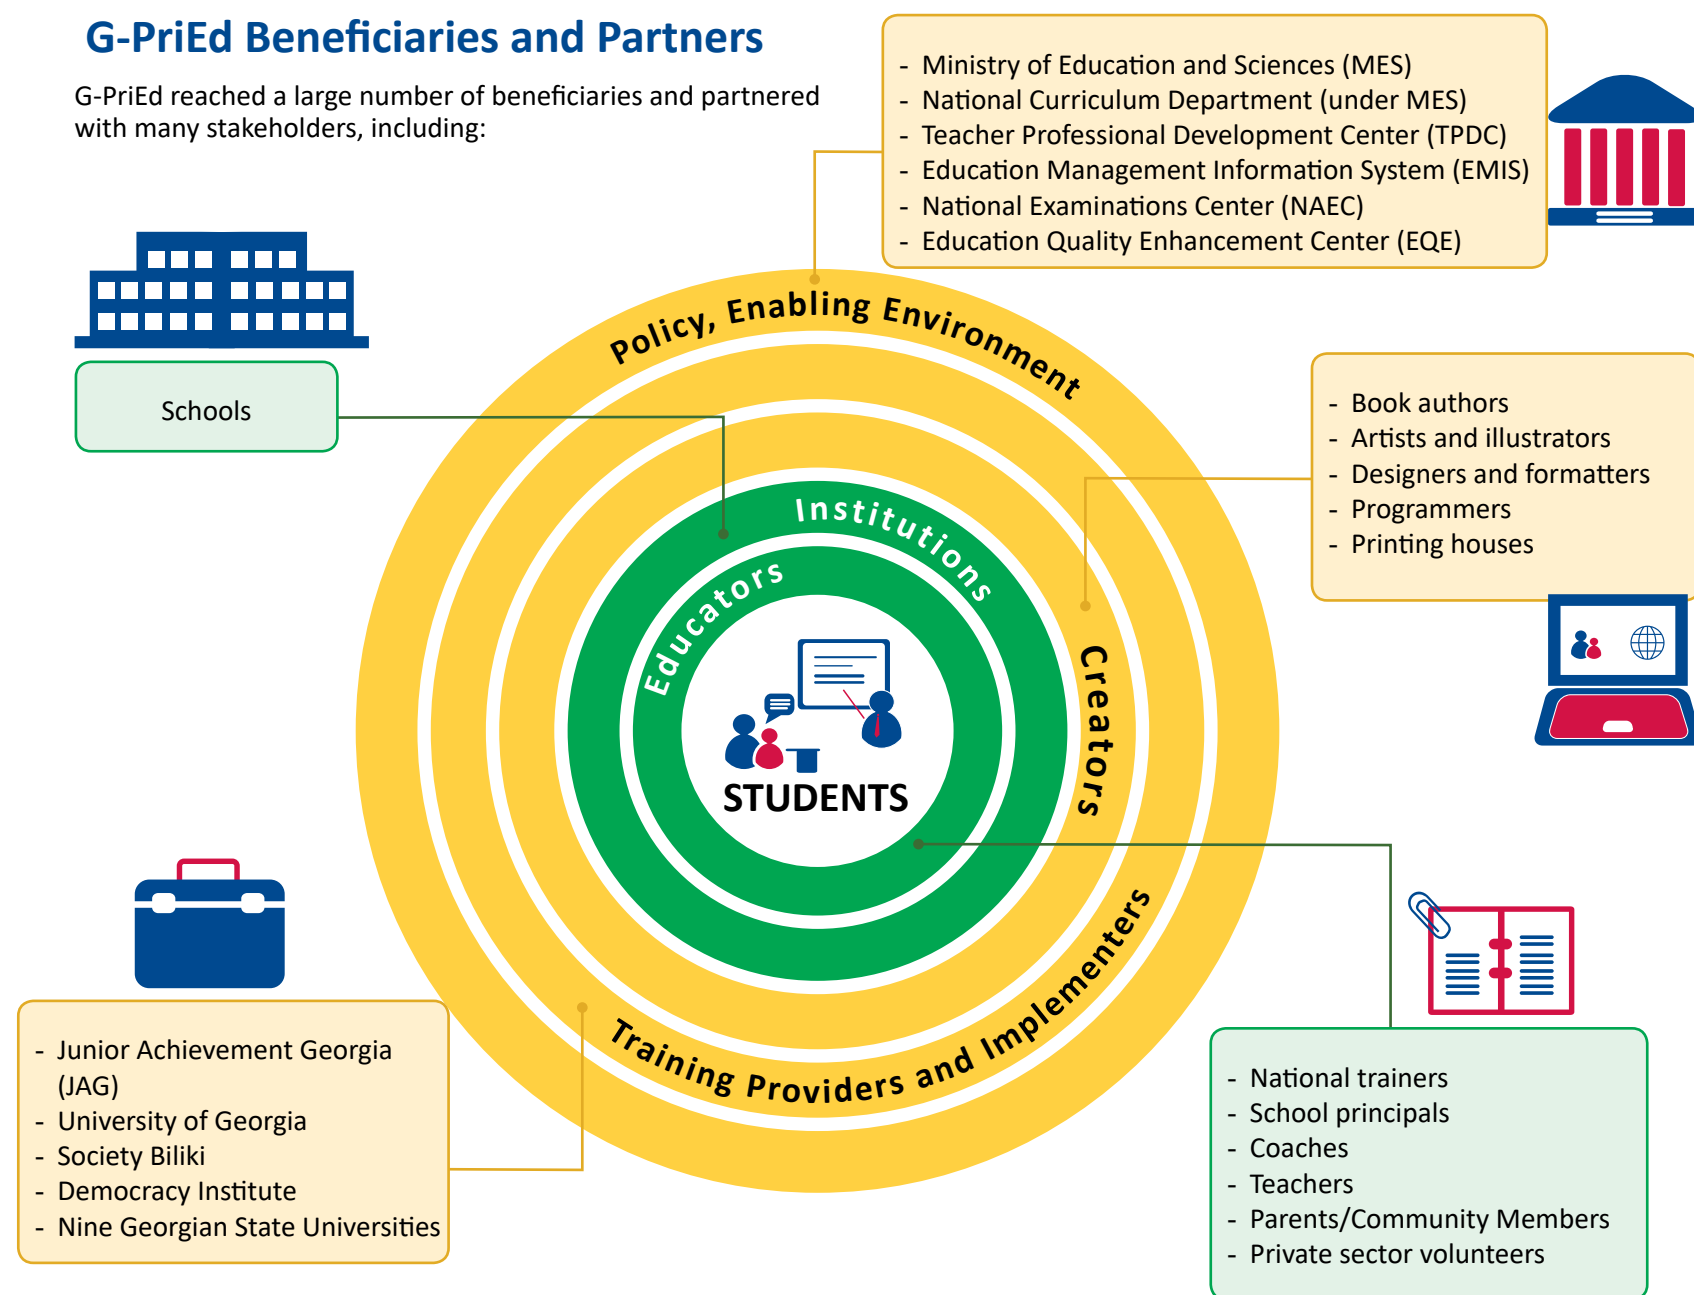 G-PriEd Beneficiaries and Partners
G-PriEd reached a large number of beneficiaries and partnered
with many stakeholders, including:
- Ministry of Education and Sciences (MES)
- National Curriculum Department (under MES)
- Teacher Professional Development Center (TPDC)
- Education Management Information System (EMIS)
- National Examinations Center (NAEC)
- Education Quality Enhancement Center (EQE)
Policy, Enabling Environment
Schools
- Book authors
- Artists and illustrators
- Designers and formatters
- Programmers
- Printing houses
Institutions
Educators
Creators
STUDENTS
Training Providers and Implementers
- Junior Achievement Georgia
(JAG)
- University of Georgia
- Society Biliki
- Democracy Institute
- Nine Georgian State Universities
- National trainers
- School principals
- Coaches
- Teachers
- Parents/Community Members
- Private sector volunteers